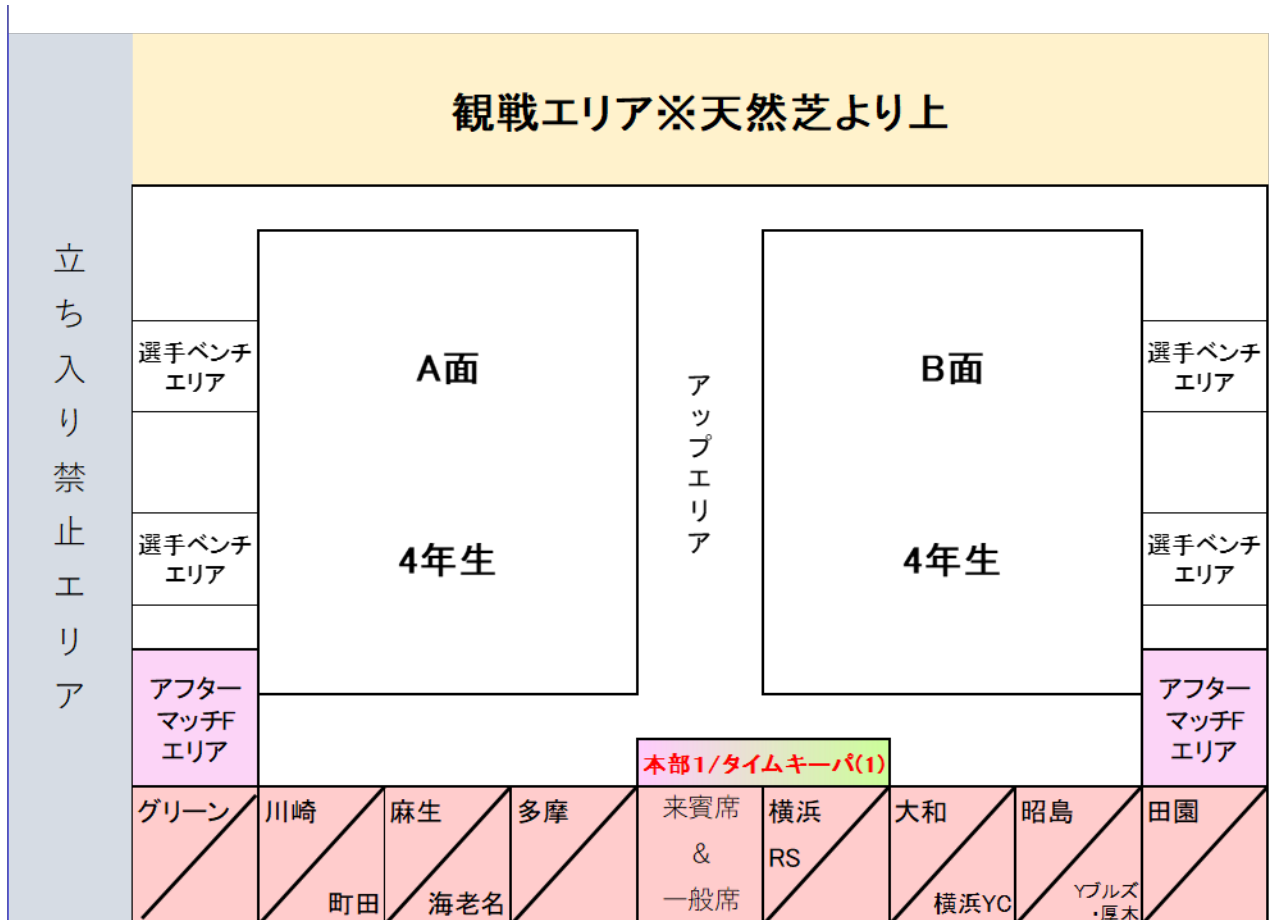 観戦エリア※天然芝より上
立ち入り禁止エリア
選手ベンチ
エリア
A面
アップエリア
B面
選手ベンチ
エリア
選手ベンチ
エリア
4年生
4年生
選手ベンチ
エリア
アフター
マッチF
エリア
アフター
マッチF
エリア
本部1/タイムキーパ(1)
グリーン
川崎
町田
麻生
海老名
多摩
来賓席
&
一般席
横浜
RS
大和
横浜YC
昭島
Yブルズ
・厚木
田園